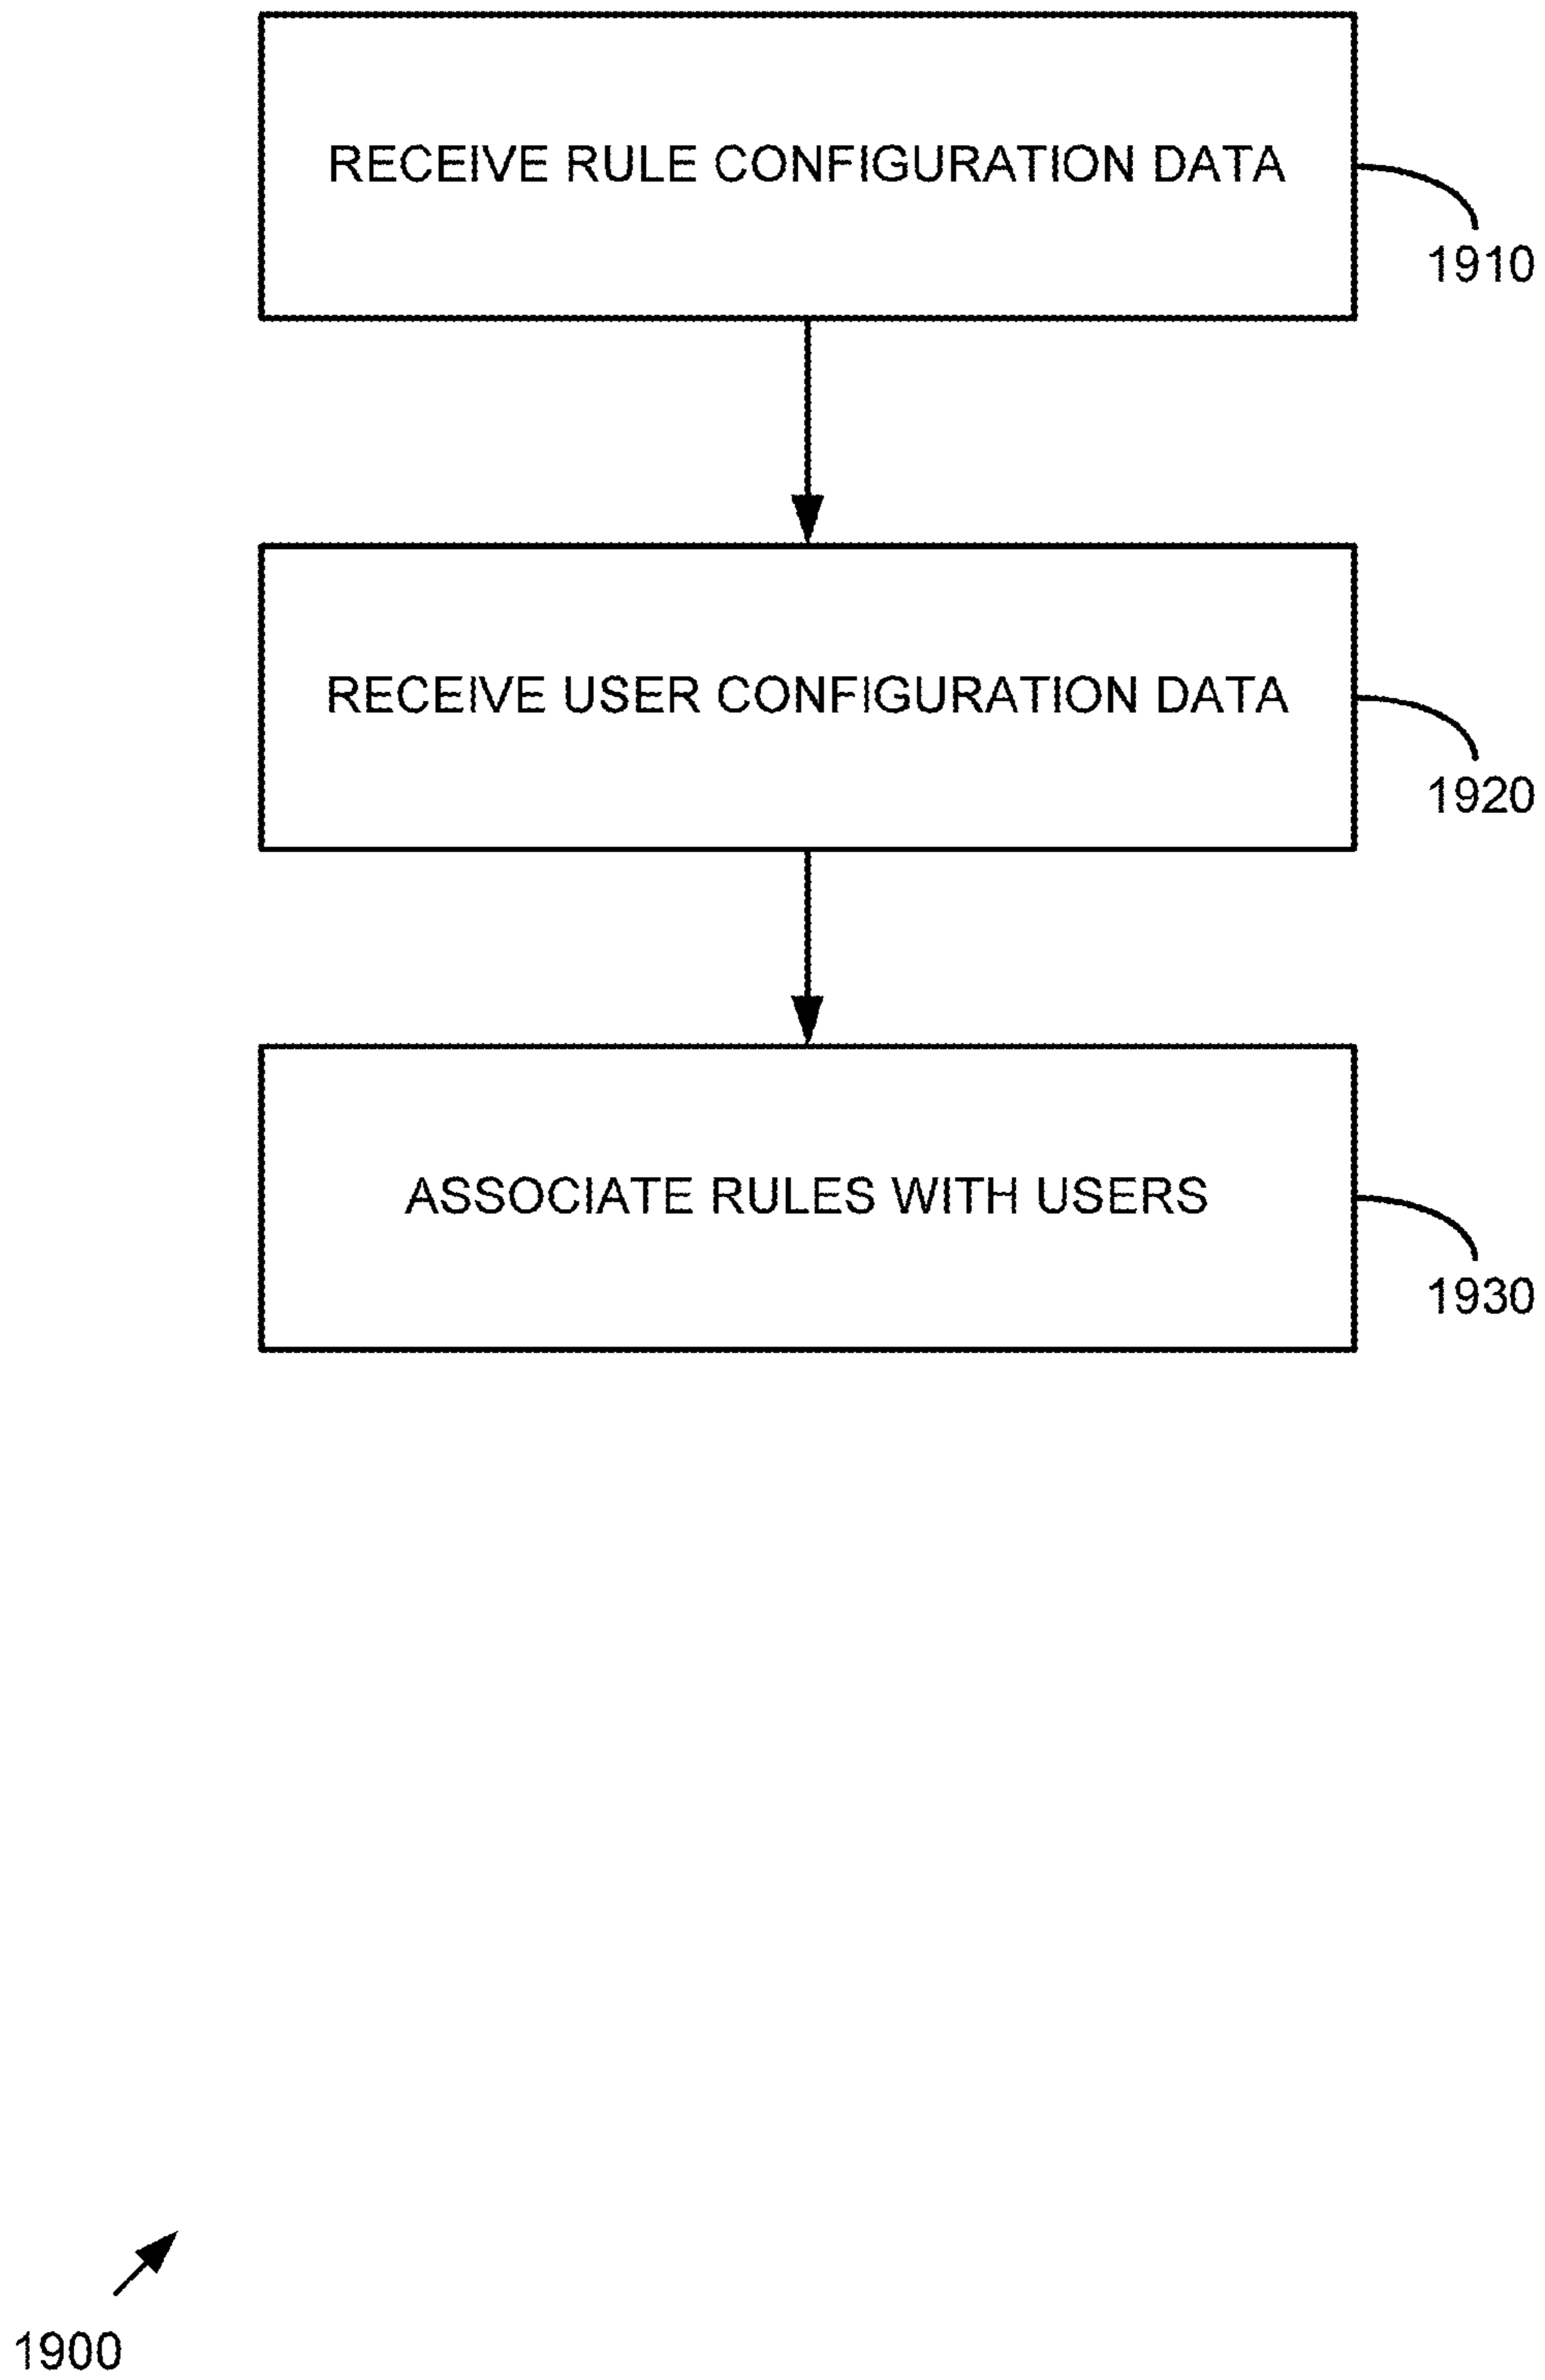 RECEIVE RULE CONFIGURATION DATA
1910
RECEIVE USER CONFIGURATION DATA
1920
ASSOCIATE RULES WITH USERS
1930
1900